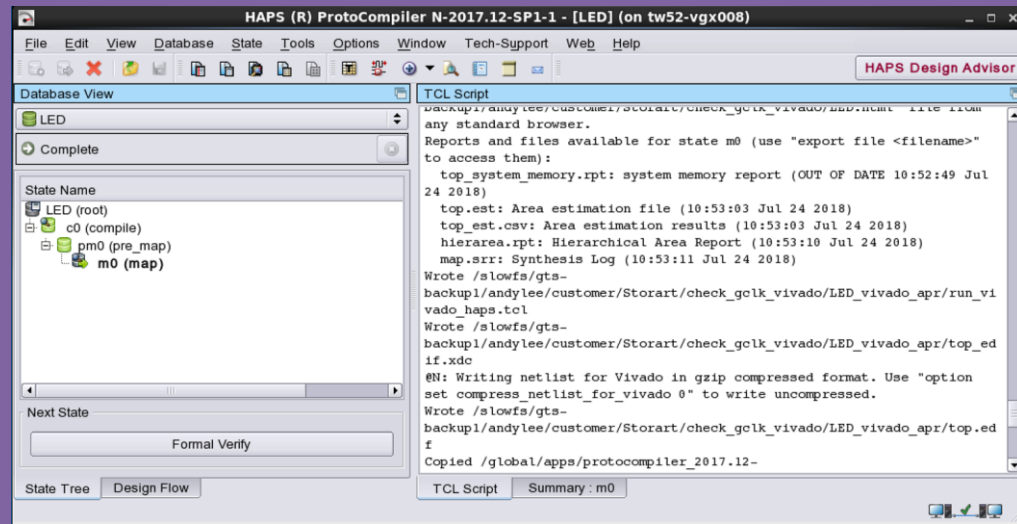 HAPS (R) ProtoCompiler N-2017.12-SP1-1 - [LED] (on tw52-vgx008)
File Edit View Database State Tools Options Window Tech-Support Web Help
HAPS Design Advisor
Database View
LED
Complete
State Name
LED (root)
c0 (compile)
pm0 (pre_map)
m0 (map)
Next State
Formal Verify
State Tree Design Flow
TCL Script
backup1/andylee/customer/Storart/check_gclk_vivado/LED.html" file from
any standard browser.
Reports and files available for state m0 (use "export file <filename>"
to access them):
top_system_memory.rpt: system memory report (OUT OF DATE 10:52:49 Jul
24 2018)
top.est: Area estimation file (10:53:03 Jul 24 2018)
top_est.csv: Area estimation results (10:53:03 Jul 24 2018)
hierarea.rpt: Hierarchical Area Report (10:53:10 Jul 24 2018)
map.srr: Synthesis Log (10:53:11 Jul 24 2018)
Wrote /slowfs/gts-
backup1/andylee/customer/Storart/check_gclk_vivado/LED_vivado_apr/run_vi
vado_haps.tcl
Wrote /slowfs/gts-
backup1/andylee/customer/Storart/check_gclk_vivado/LED_vivado_apr/top_ed
if.xdc
@N: Writing netlist for Vivado in gzip compressed format. Use "option
set compress_netlist_for_vivado 0" to write uncompressed.
Wrote /slowfs/gts-
backup1/andylee/customer/Storart/check_gclk_vivado/LED_vivado_apr/top.ed
f
Copied /global/apps/protocompiler_2017.12-
TCL Script Summary : m0